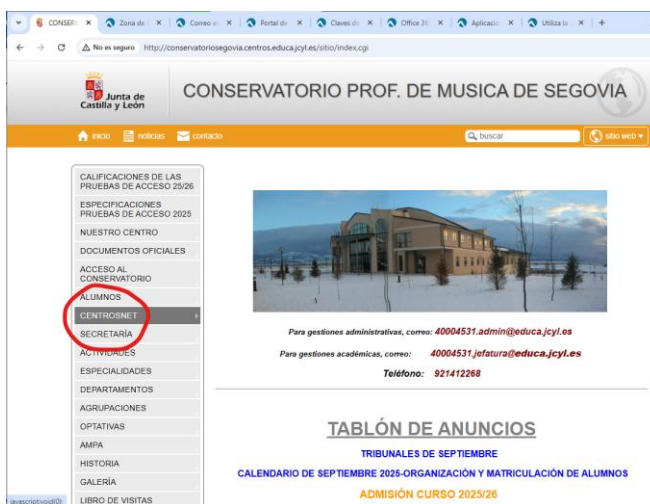 CONSERV
Zona de
Correo e
Portal de
Claves de
Office 36
Aplicacio
Utiliza la
No es seguro http://conservatoriosegovia.centros.educa.jcyl.es/sitio/index.cgi
Junta de
Castilla y León
CONSERVATORIO PROF. DE MUSICA DE SEGOVIA
inicio noticias contacto buscar sitio web
CALIFICACIONES DE LAS
PRUEBAS DE ACCESO 25/26
ESPECIFICACIONES
PRUEBAS DE ACCESO 2025
NUESTRO CENTRO
DOCUMENTOS OFICIALES
ACCESO AL
CONSERVATORIO
ALUMNOS
CENTROSNET
SECRETARÍA
ACTIVIDADES
ESPECIALIDADES
DEPARTAMENTOS
AGRUPACIONES
OPTATIVAS
AMPA
HISTORIA
GALERÍA
LIBRO DE VISITAS
javascript:void(0);
Para gestiones administrativas, correo: 40004531.admin@educa.jcyl.es
Para gestiones académicas, correo: 40004531.jefatura@educa.jcyl.es
Teléfono: 921412268
TABLÓN DE ANUNCIOS
TRIBUNALES DE SEPTIEMBRE
CALENDARIO DE SEPTIEMBRE 2025-ORGANIZACIÓN Y MATRICULACIÓN DE ALUMNOS
ADMISIÓN CURSO 2025/26